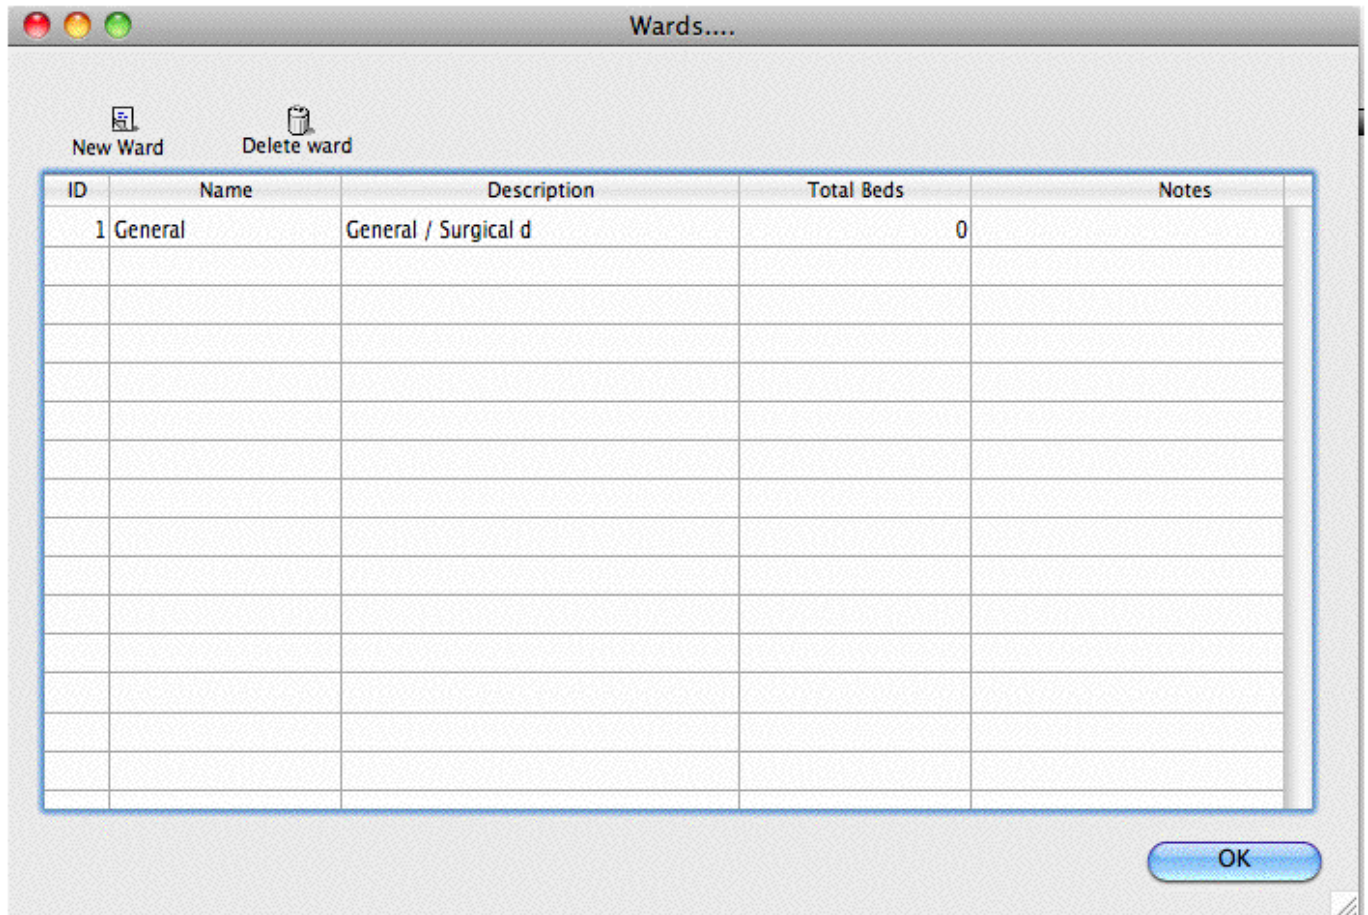 Wards....
New Ward Delete ward
ID Name Description Total Beds Notes
1 General General / Surgical d 0
OK